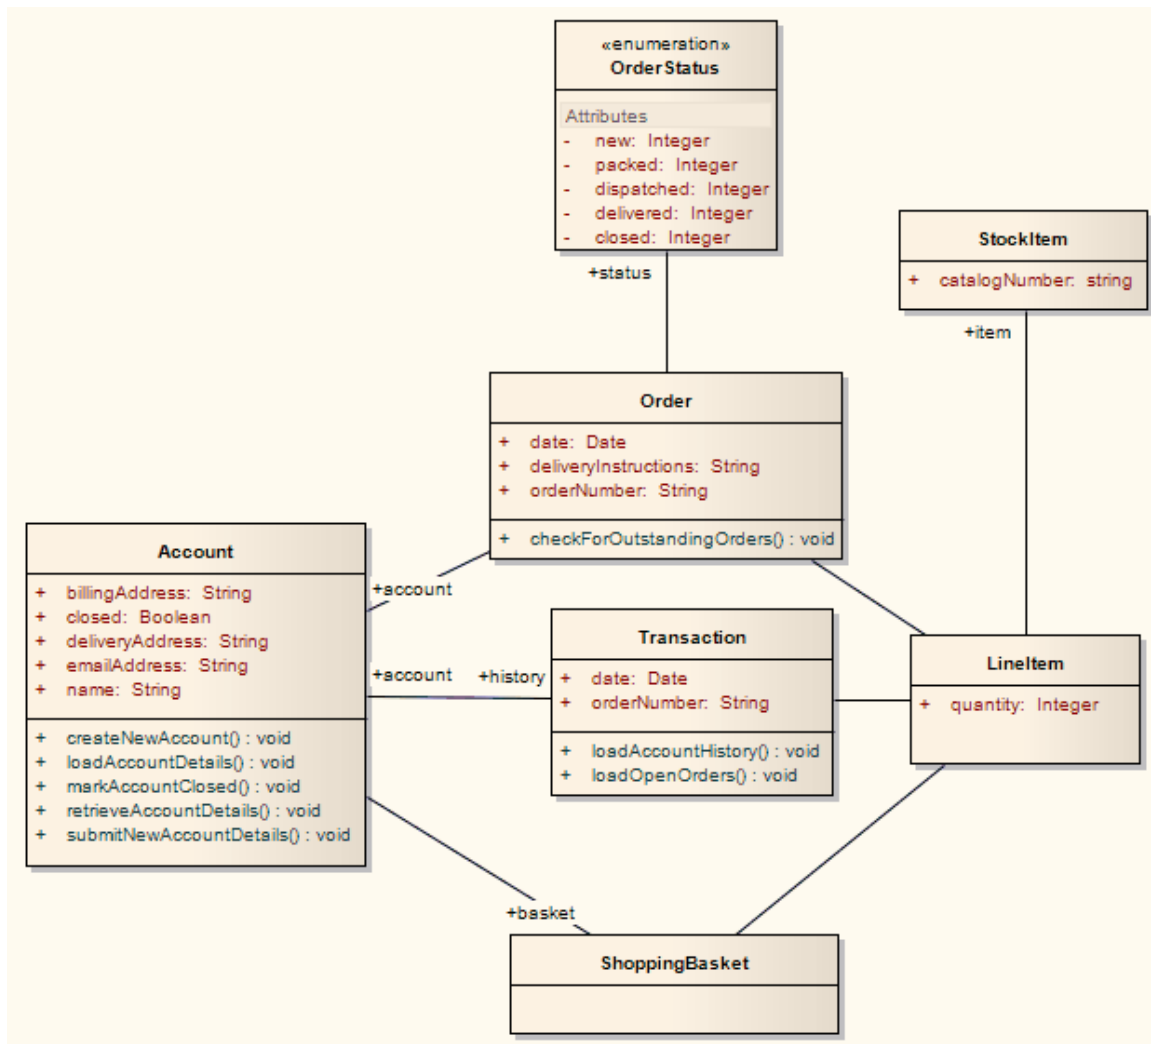 «enumeration»
OrderStatus
Attributes
- new: Integer
- packed: Integer
- dispatched: Integer
- delivered: Integer
- closed: Integer
+status
StockItem
+ catalogNumber: string
+item
Order
+ date: Date
+ deliveryInstructions: String
+ orderNumber: String
+ checkForOutstandingOrders() : void
Account
+ billingAddress: String
+ closed: Boolean
+ deliveryAddress: String
+ emailAddress: String
+ name: String
+ createNewAccount() : void
+ loadAccountDetails() : void
+ markAccountClosed() : void
+ retrieveAccountDetails() : void
+ submitNewAccountDetails() : void
+account
+account
+history
Transaction
+ date: Date
+ orderNumber: String
+ loadAccountHistory() : void
+ loadOpenOrders() : void
LineItem
+ quantity: Integer
+basket
ShoppingBasket